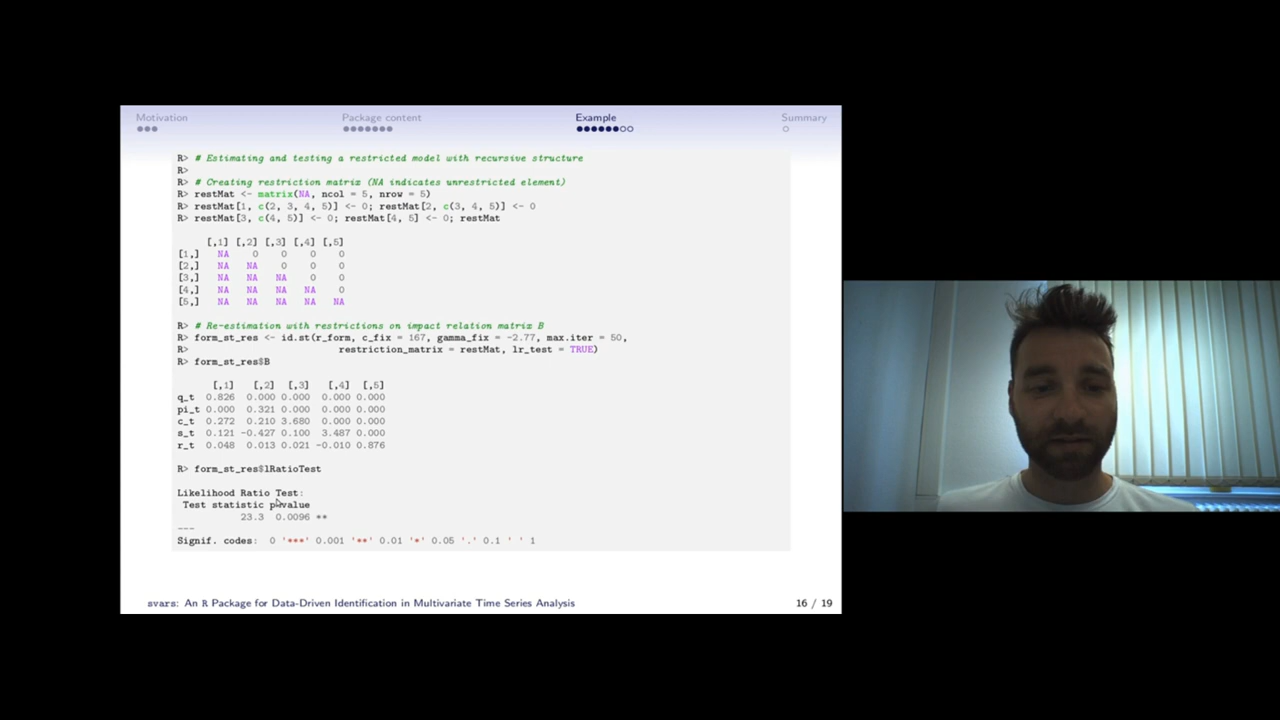 Motivation Package content Example Summary
R> # Estimating and testing a restricted model with recursive structure
R>
R> # Creating restriction matrix (NA indicates unrestricted element)
R> restMat <- matrix(NA, ncol = 5, nrow = 5)
R> restMat[1, c(2, 3, 4, 5)] <- 0; restMat[2, c(3, 4, 5)] <- 0
R> restMat[3, c(4, 5)] <- 0; restMat[4, 5] <- 0; restMat
[,1] [,2] [,3] [,4] [,5]
[1,] NA 0 0 0 0
[2,] NA NA 0 0 0
[3,] NA NA NA 0 0
[4,] NA NA NA NA 0
[5,] NA NA NA NA NA
R> # Re-estimation with restrictions on impact relation matrix B
R> form_st_res <- id.st(r_form, c_fix = 167, gamma_fix = -2.77, max.iter = 50,
R> restriction_matrix = restMat, lr_test = TRUE)
R> form_st_res$B
[,1] [,2] [,3] [,4] [,5]
q_t 0.826 0.000 0.000 0.000 0.000
pi_t 0.000 0.321 0.000 0.000 0.000
c_t 0.272 0.210 3.680 0.000 0.000
s_t 0.121 -0.427 0.100 3.487 0.000
r_t 0.048 0.013 0.021 -0.010 0.876
R> form_st_res$lRatioTest
Likelihood Ratio Test:
Test statistic p-value
23.3 0.0096 **
---
Signif. codes: 0 '***' 0.001 '**' 0.01 '*' 0.05 '.' 0.1 ' ' 1
svars: An R Package for Data-Driven Identification in Multivariate Time Series Analysis 16 / 19